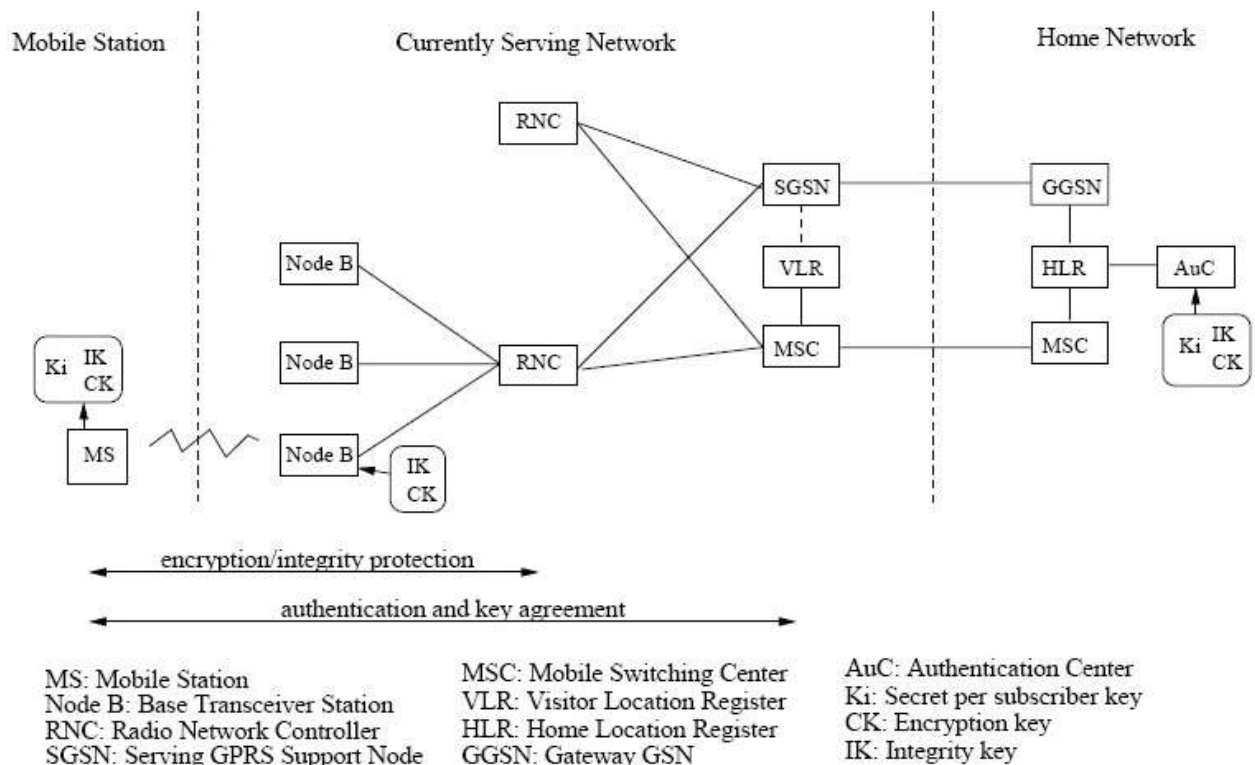 Mobile Station
Currently Serving Network
Home Network
RNC
SGSN
GGSN
Node B
VLR
HLR
AuC
Node B
RNC
MSC
MSC
Ki IK
CK
Ki IK
CK
MS
Node B
IK
CK
encryption/integrity protection
authentication and key agreement
MS: Mobile Station
Node B: Base Transceiver Station
RNC: Radio Network Controller
SGSN: Serving GPRS Support Node
MSC: Mobile Switching Center
VLR: Visitor Location Register
HLR: Home Location Register
GGSN: Gateway GSN
AuC: Authentication Center
Ki: Secret per subscriber key
CK: Encryption key
IK: Integrity key